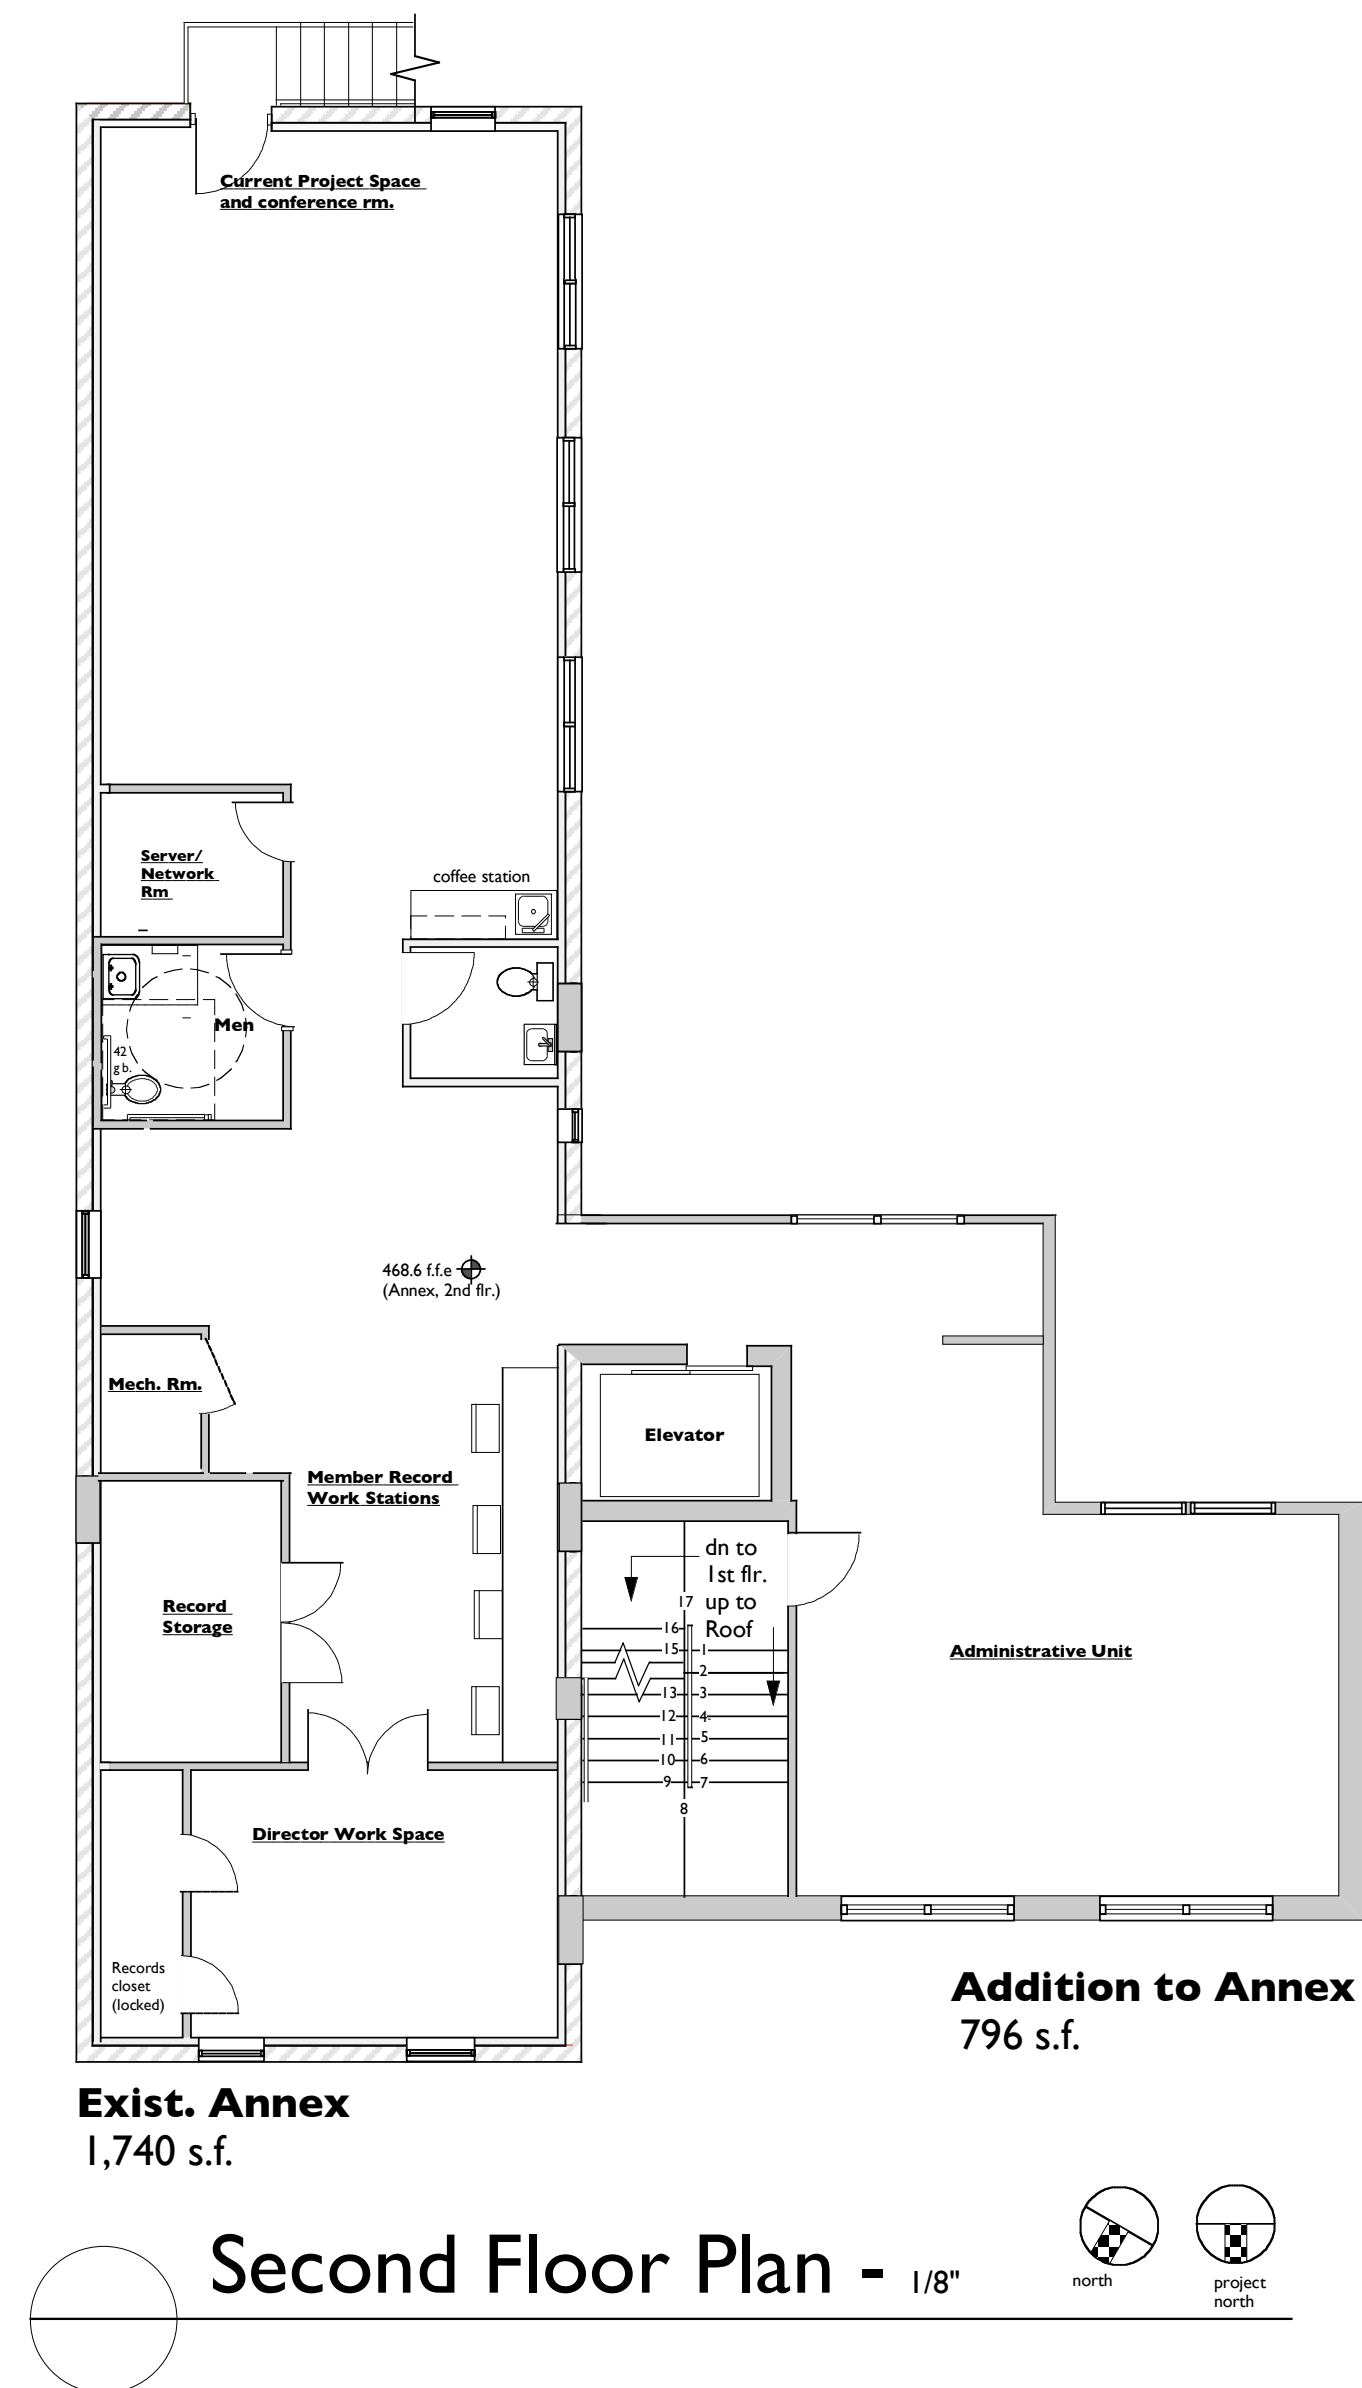 Current Project Space
and conference rm.
Server/
Network
Rm
coffee station
Men
42
g b.
468.6 f.f.e
(Annex, 2nd flr.)
Mech. Rm.
Elevator
Member Record
Work Stations
dn to
1st flr.
up to
Roof
17
16
15
1
2
13
3
12
4
11
5
10
6
9
7
8
Record
Storage
Administrative Unit
Director Work Space
Records
closet
(locked)
Addition to Annex
796 s.f.
Exist. Annex
1,740 s.f.
Second Floor Plan - 1/8"
north
project
north